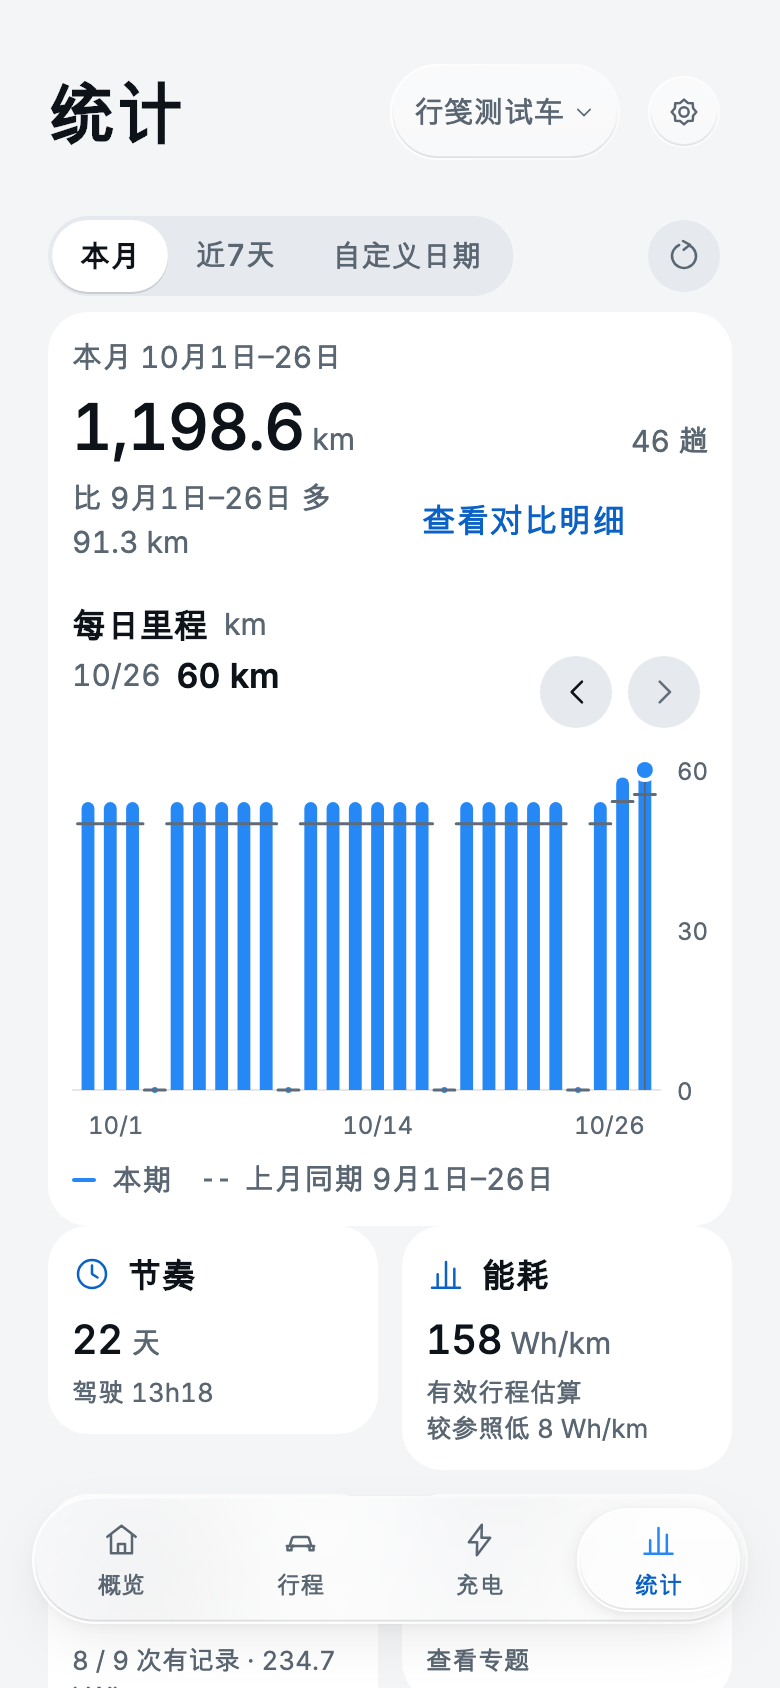 统计
行笺测试车
本月 近7天 自定义日期
本月 10月1日–26日
1,198.6 km
46 趟
比 9月1日–26日 多
91.3 km
查看对比明细
每日里程 km
10/26 60 km
60
30
0
10/1 10/14 10/26
本期 -- 上月同期 9月1日–26日
节奏
22 天
驾驶 13h18
能耗
158 Wh/km
有效行程估算
较参照低 8 Wh/km
概览 行程 充电 统计
8 / 9 次有记录 · 234.7
查看专题